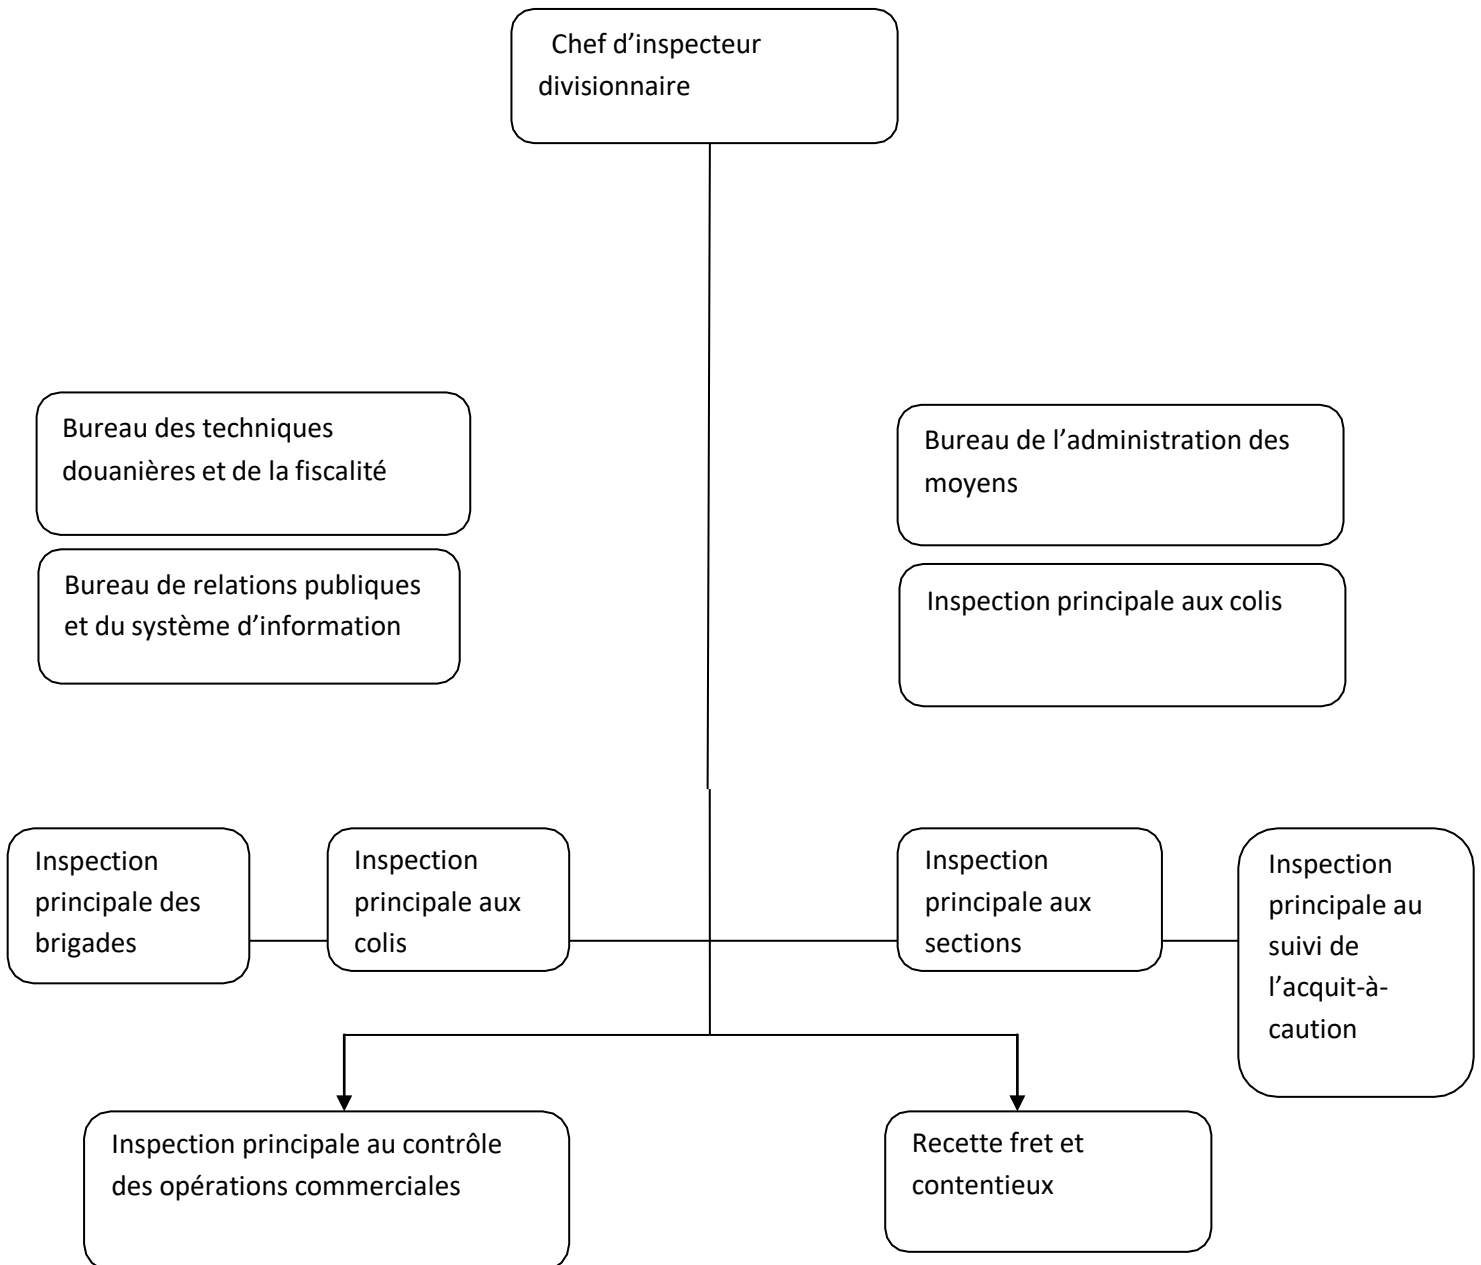 Chef d’inspecteur
divisionnaire
Bureau des techniques
douanières et de la fiscalité
Bureau de l’administration des
moyens
Bureau de relations publiques
et du système d’information
Inspection principale aux colis
Inspection
principale des
brigades
Inspection
principale aux
colis
Inspection
principale aux
sections
Inspection
principale au
suivi de
l’acquit-à-
caution
Inspection principale au contrôle
des opérations commerciales
Recette fret et
contentieux